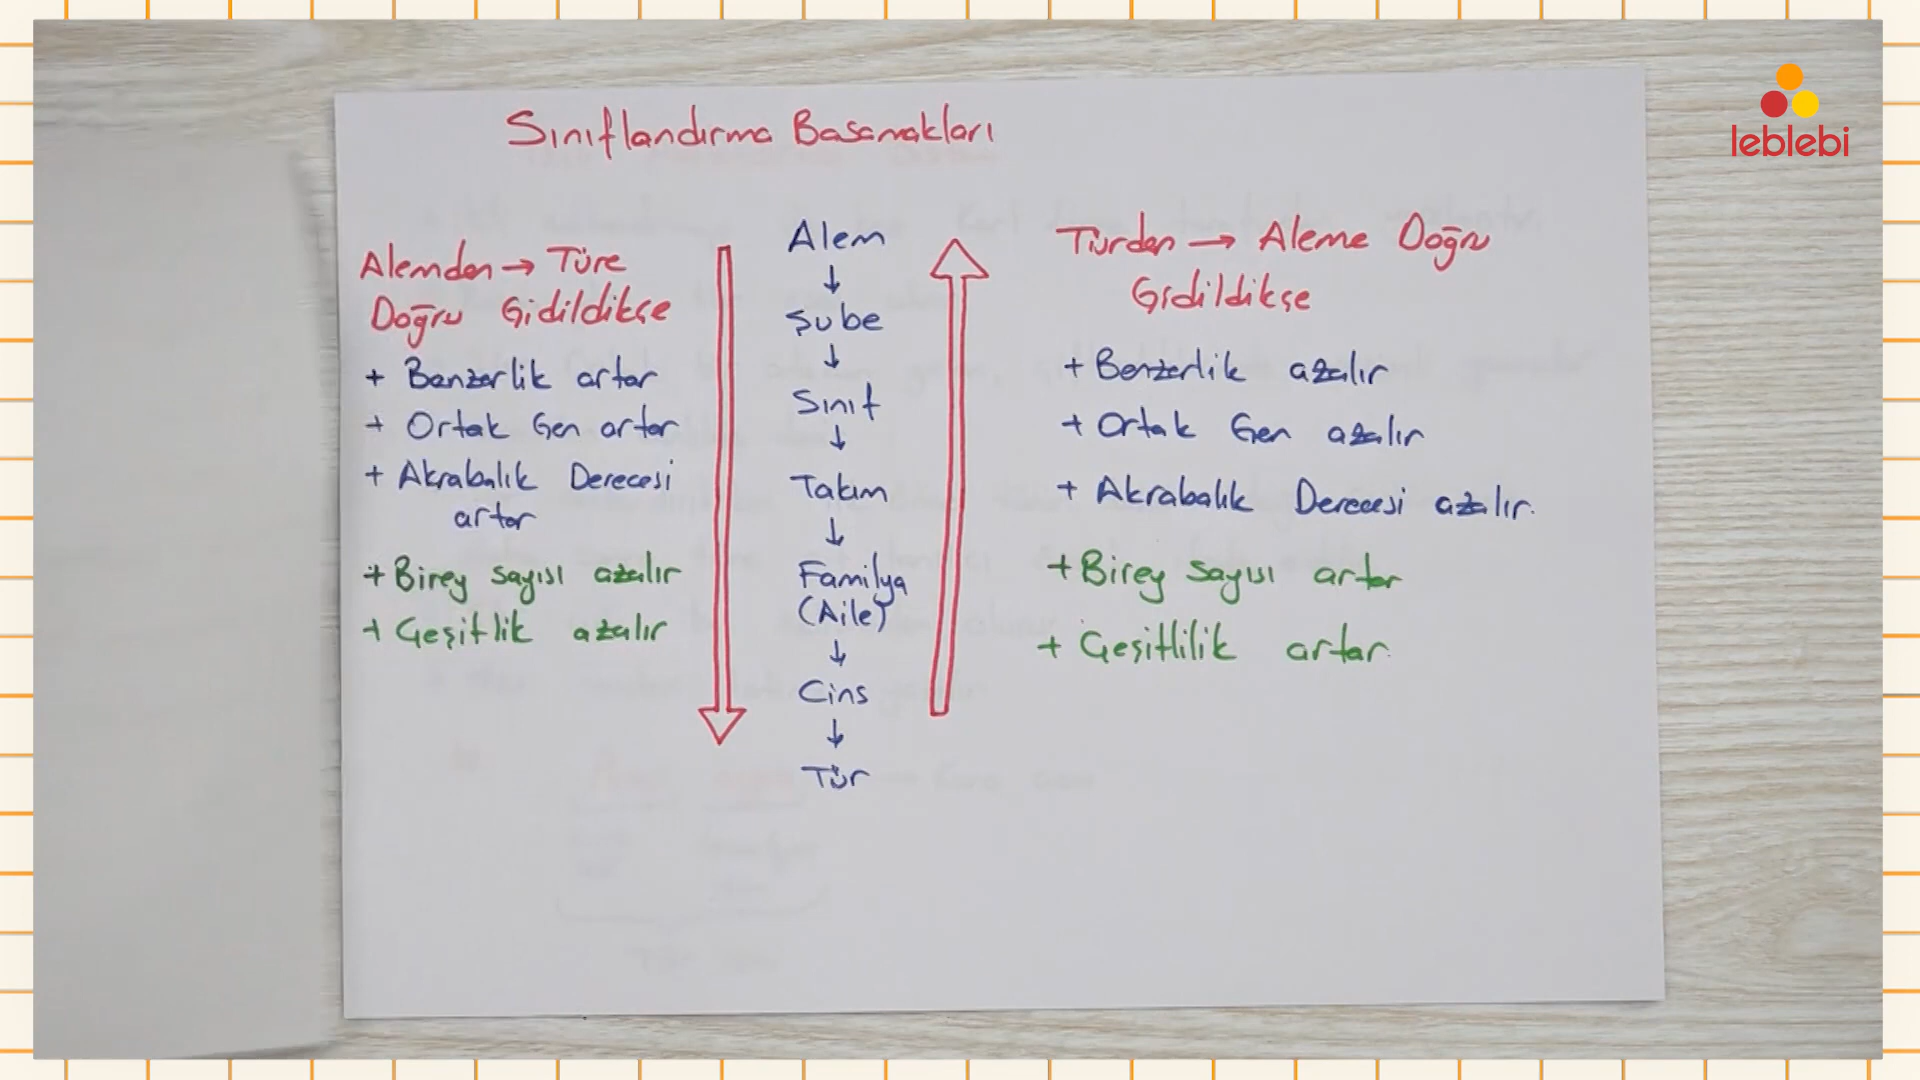 Sınıflandırma Basamakları
leblebi
Alemden → Türe
Doğru Gidildikçe
+ Benzerlik artar
+ Ortak Gen artar
+ Akrabalık Derecesi
artar
+ Birey sayısı azalır
+ Çeşitlik azalır
Alem
↓
Şube
↓
Sınıf
↓
Takım
↓
Familya
(Aile)
↓
Cins
↓
Tür
Türden → Aleme Doğru
Gidildikçe
+ Benzerlik azalır
+ Ortak Gen azalır
+ Akrabalık Derecesi azalır.
+ Birey sayısı artar
+ Çeşitlilik artar.